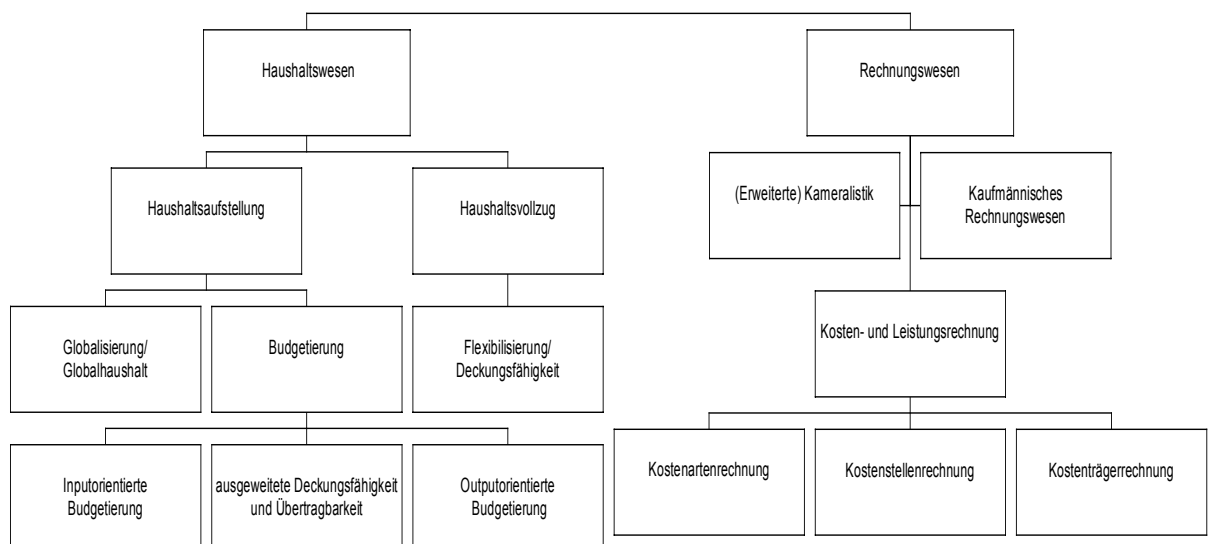 Haushaltswesen
Rechnungswesen
Haushaltsaufstellung
Haushaltsvollzug
(Erweiterte) Kameralistik
Kaufmännisches
Rechnungswesen
Globalisierung/
Globalhaushalt
Budgetierung
Flexibilisierung/
Deckungsfähigkeit
Kosten- und Leistungsrechnung
Inputorientierte
Budgetierung
ausgeweitete Deckungsfähigkeit
und Übertragbarkeit
Outputorientierte
Budgetierung
Kostenartenrechnung
Kostenstellenrechnung
Kostenträgerrechnung